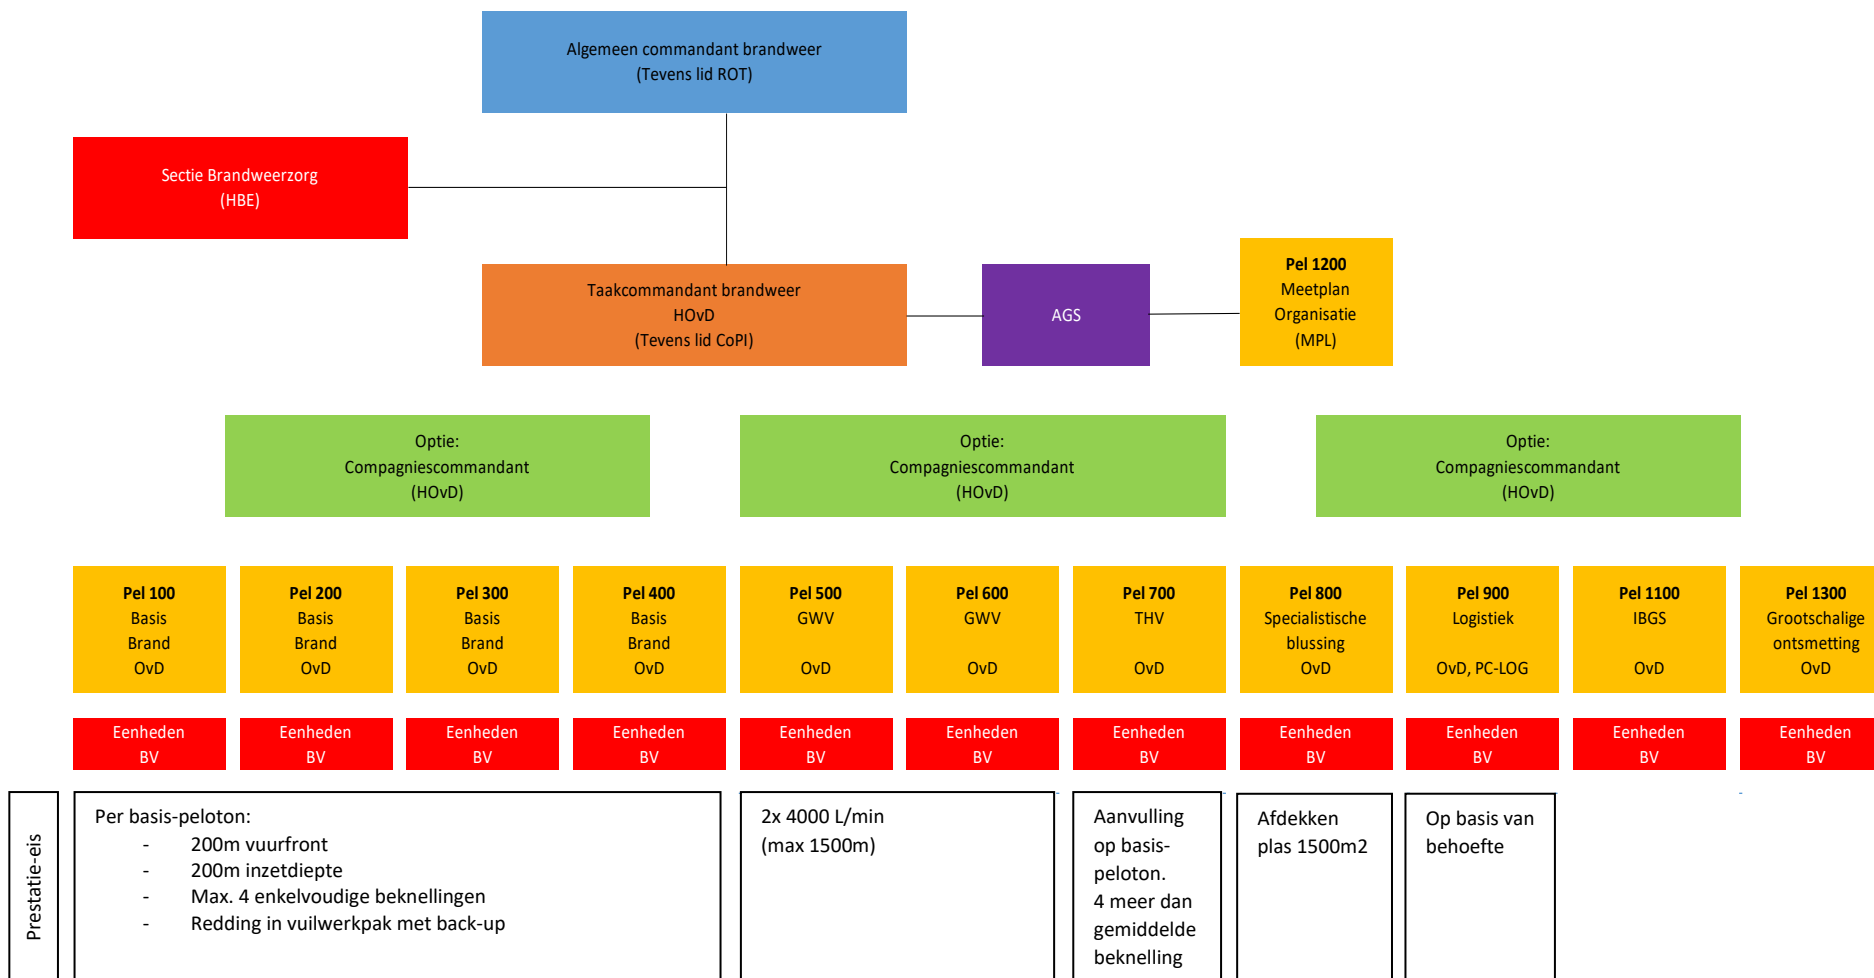 Algemeen commandant brandweer
(Tevens lid ROT)
Sectie Brandweerzorg
(HBE)
Taakcommandant brandweer
HOvD
(Tevens lid CoPI)
AGS
Pel 1200
Meetplan
Organisatie
(MPL)
Optie:
Compagniescommandant
(HOvD)
Optie:
Compagniescommandant
(HOvD)
Optie:
Compagniescommandant
(HOvD)
Pel 100
Basis
Brand
OvD
Pel 200
Basis
Brand
OvD
Pel 300
Basis
Brand
OvD
Pel 400
Basis
Brand
OvD
Pel 500
GWV
OvD
Pel 600
GWV
OvD
Pel 700
THV
OvD
Pel 800
Specialistische
blussing
OvD
Pel 900
Logistiek
OvD, PC-LOG
Pel 1100
IBGS
OvD
Pel 1300
Grootschalige
ontsmetting
OvD
Eenheden
BV
Eenheden
BV
Eenheden
BV
Eenheden
BV
Eenheden
BV
Eenheden
BV
Eenheden
BV
Eenheden
BV
Eenheden
BV
Eenheden
BV
Eenheden
BV
Prestatie-eis
Per basis-peloton:
- 200m vuurfront
- 200m inzetdiepte
- Max. 4 enkelvoudige beknellingen
- Redding in vuilwerkpak met back-up
2x 4000 L/min
(max 1500m)
Aanvulling
op basis-
peloton.
4 meer dan
gemiddelde
beknelling
Afdekken
plas 1500m2
Op basis van
behoefte